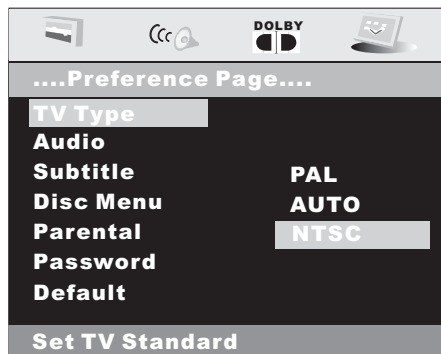 DOLBY
....Preference Page....
TV Type
Audio
Subtitle
PAL
Disc Menu
AUTO
Parental
NTSC
Password
Default
Set TV Standard